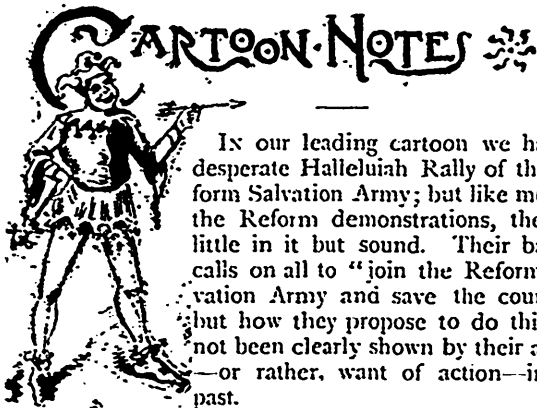 CARTOON · NOTES
IN our leading cartoon we ha
desperate Halleluiah Rally of th
form Salvation Army; but like mo
the Reform demonstrations, the
little in it but sound. Their ba
calls on all to "join the Reform
vation Army and save the coun
but how they propose to do thi
not been clearly shown by their a
—or rather, want of action—i
past.